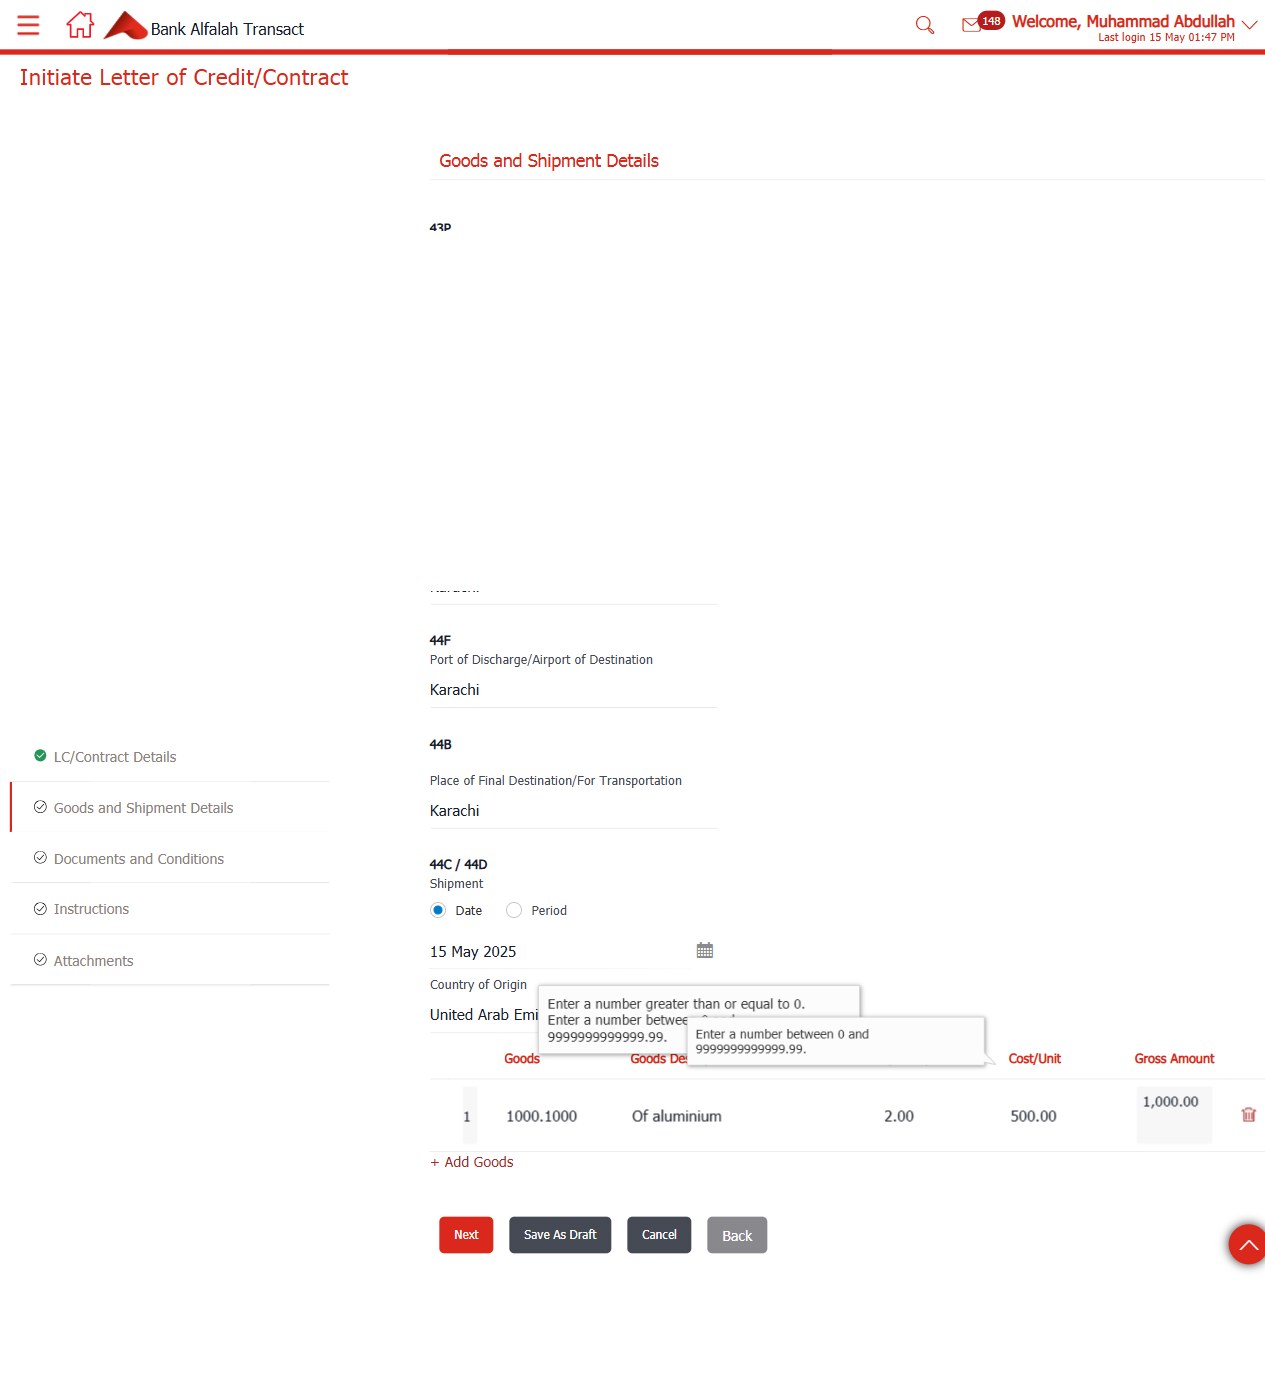 Bank Alfalah Transact
148
Welcome, Muhammad Abdullah
Last login 15 May 01:47 PM
Initiate Letter of Credit/Contract
Goods and Shipment Details
43P
Karachi
44F
Port of Discharge/Airport of Destination
Karachi
44B
Place of Final Destination/For Transportation
Karachi
LC/Contract Details
Goods and Shipment Details
Documents and Conditions
Instructions
Attachments
44C / 44D
Shipment
Date Period
15 May 2025
Country of Origin
United Arab Emi
Enter a number greater than or equal to 0.
Enter a number betwee
9999999999999.99.
Enter a number between 0 and
9999999999999.99.
Goods Goods Cost/Unit Gross Amount
1 1000.1000 Of aluminium 2.00 500.00 1,000.00
+ Add Goods
Next Save As Draft Cancel Back